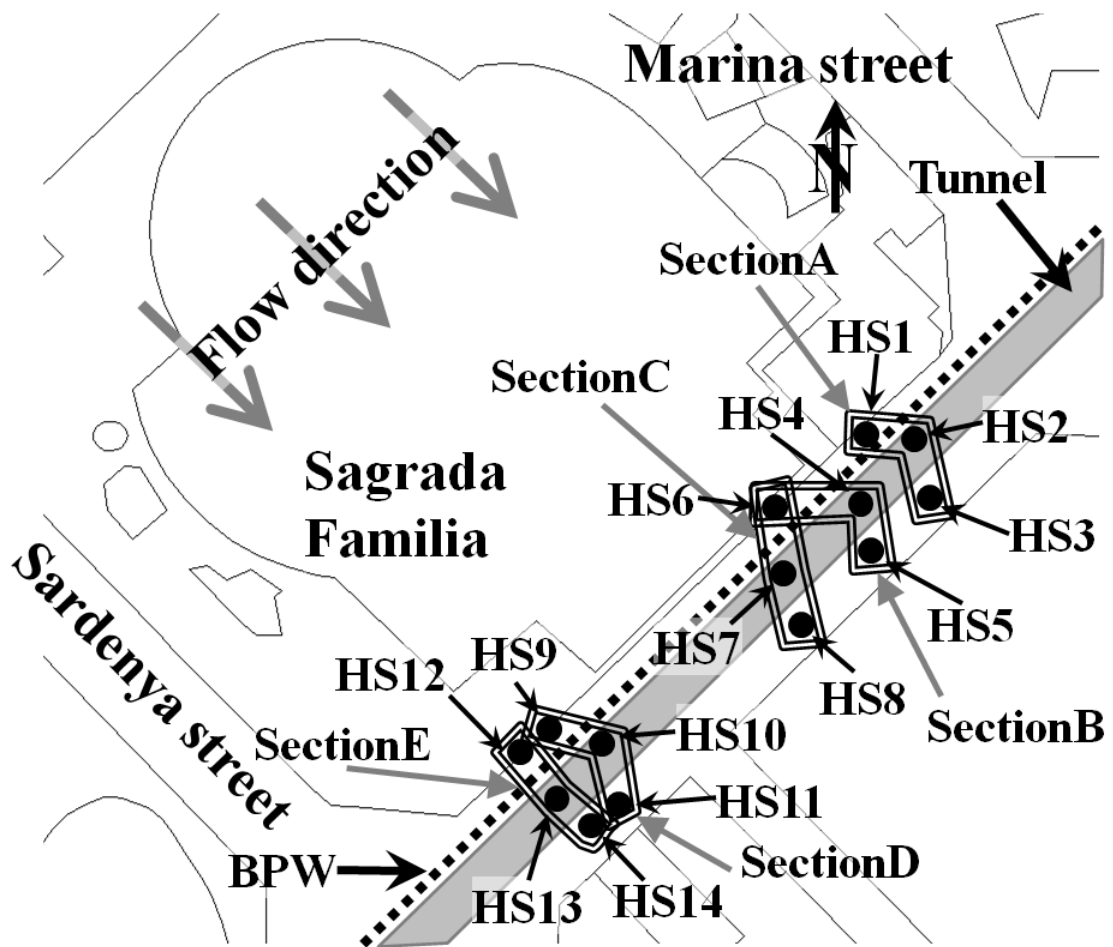 Marina street
N
Tunnel
Flow direction
SectionA
HS1
SectionC
HS4
HS2
Sagrada
Familia
HS6
HS3
Sardenya street
HS5
HS7
HS9
HS12
HS8
SectionB
SectionE
HS10
HS11
SectionD
BPW
HS13
HS14